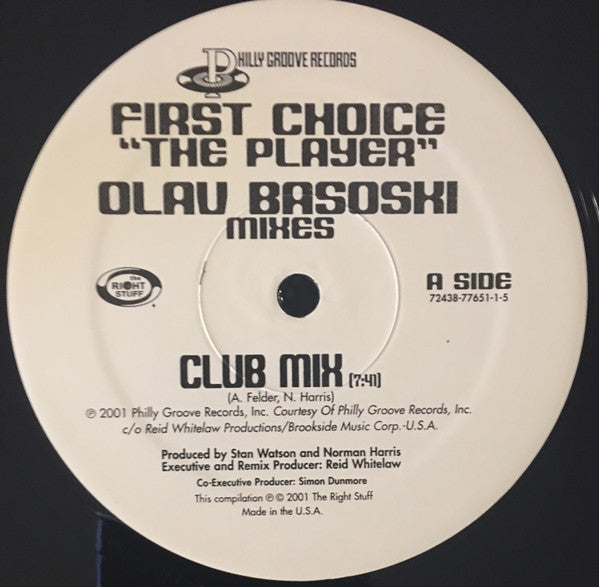 PHILLY GROOVE RECORDS
FIRST CHOICE
"THE PLAYER"
OLAV BASOSKI
MIXES
the
RIGHT
STUFF
A SIDE
72438-77651-1-5
CLUB MIX (7:41)
(A. Felder, N. Harris)
℗ 2001 Philly Groove Records, Inc. Courtesy Of Philly Groove Records, Inc.
c/o Reid Whitelaw Productions/Brookside Music Corp.-U.S.A.
Produced by Stan Watson and Norman Harris
Executive and Remix Producer: Reid Whitelaw
Co-Executive Producer: Simon Dunmore
This compilation ℗ © 2001 The Right Stuff
Made in the U.S.A.